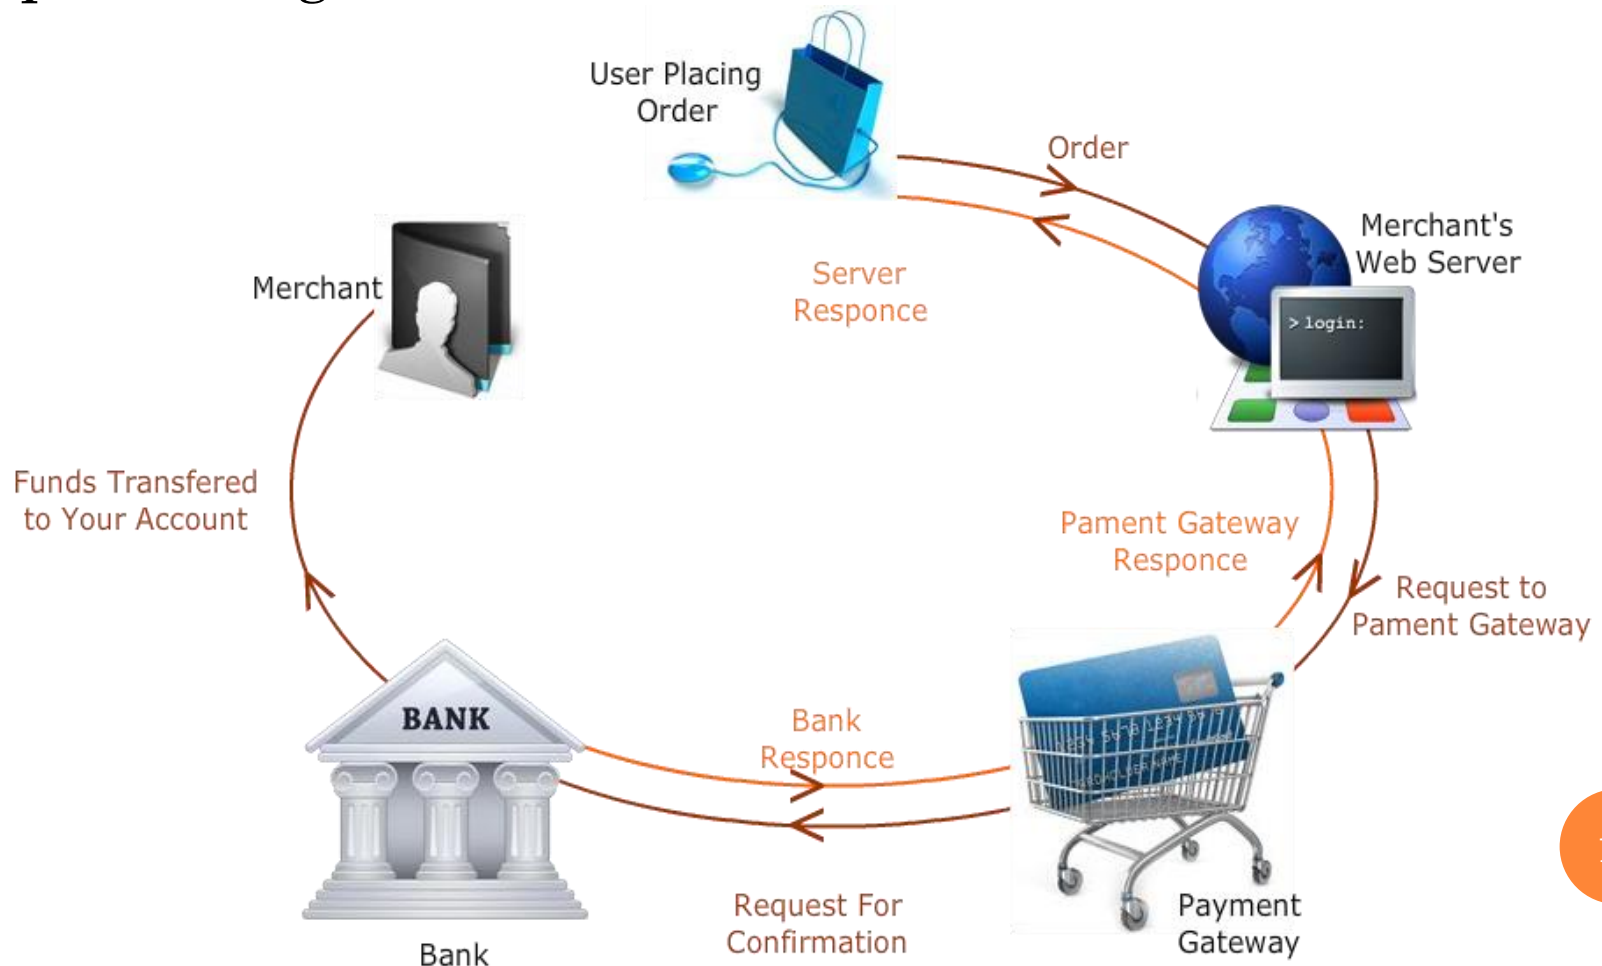 User Placing
Order
Order
Merchant's
Web Server
Server
Responce
Merchant
> login:
Funds Transfered
to Your Account
Pament Gateway
Responce
Request to
Pament Gateway
BANK
Bank
Responce
Request For
Confirmation
Payment
Gateway
Bank